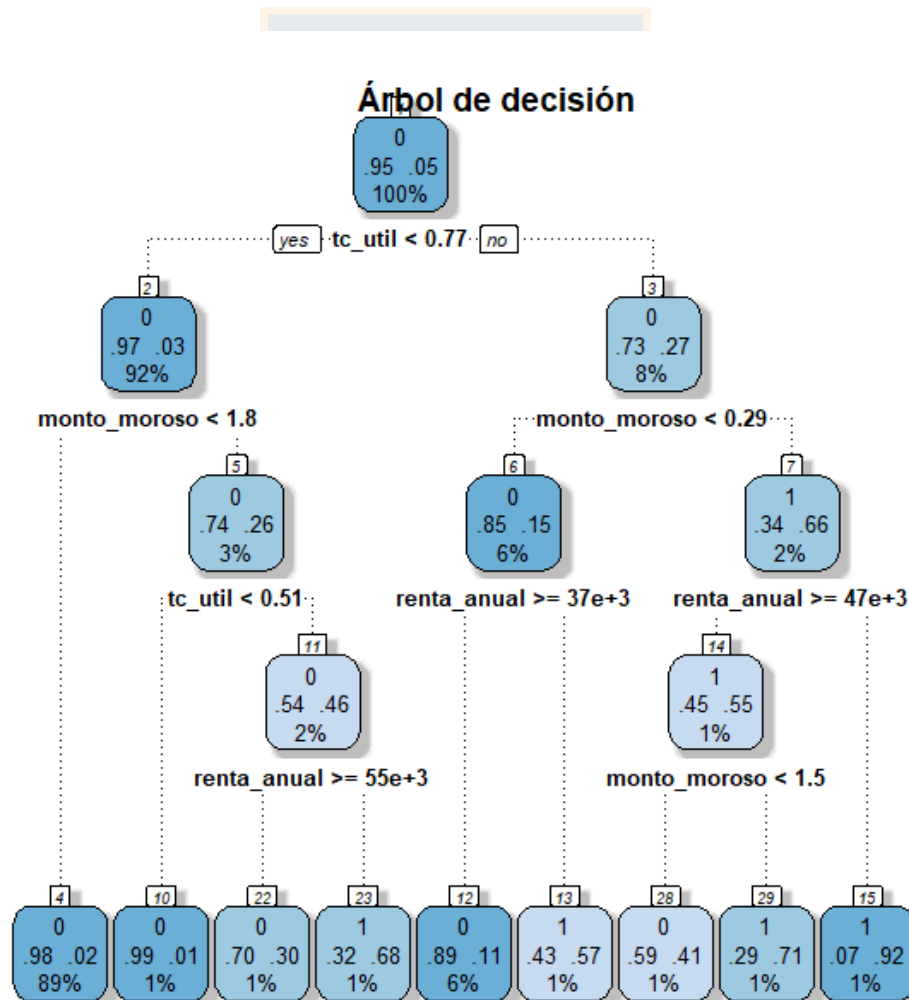 Árbol de decisión
1
0
.95 .05
100%
yes tc_util < 0.77 no
2 3
0 0
.97 .03 .73 .27
92% 8%
monto_moroso < 1.8 monto_moroso < 0.29
5 6 7
0 0 1
.74 .26 .85 .15 .34 .66
3% 6% 2%
tc_util < 0.51 renta_anual >= 37e+3 renta_anual >= 47e+3
11 14
0 1
.54 .46 .45 .55
2% 1%
renta_anual >= 55e+3 monto_moroso < 1.5
4 10 22 23 12 13 28 29 15
0 0 0 1 0 1 0 1 1
.98 .02 .99 .01 .70 .30 .32 .68 .89 .11 .43 .57 .59 .41 .29 .71 .07 .92
89% 1% 1% 1% 6% 1% 1% 1% 1%